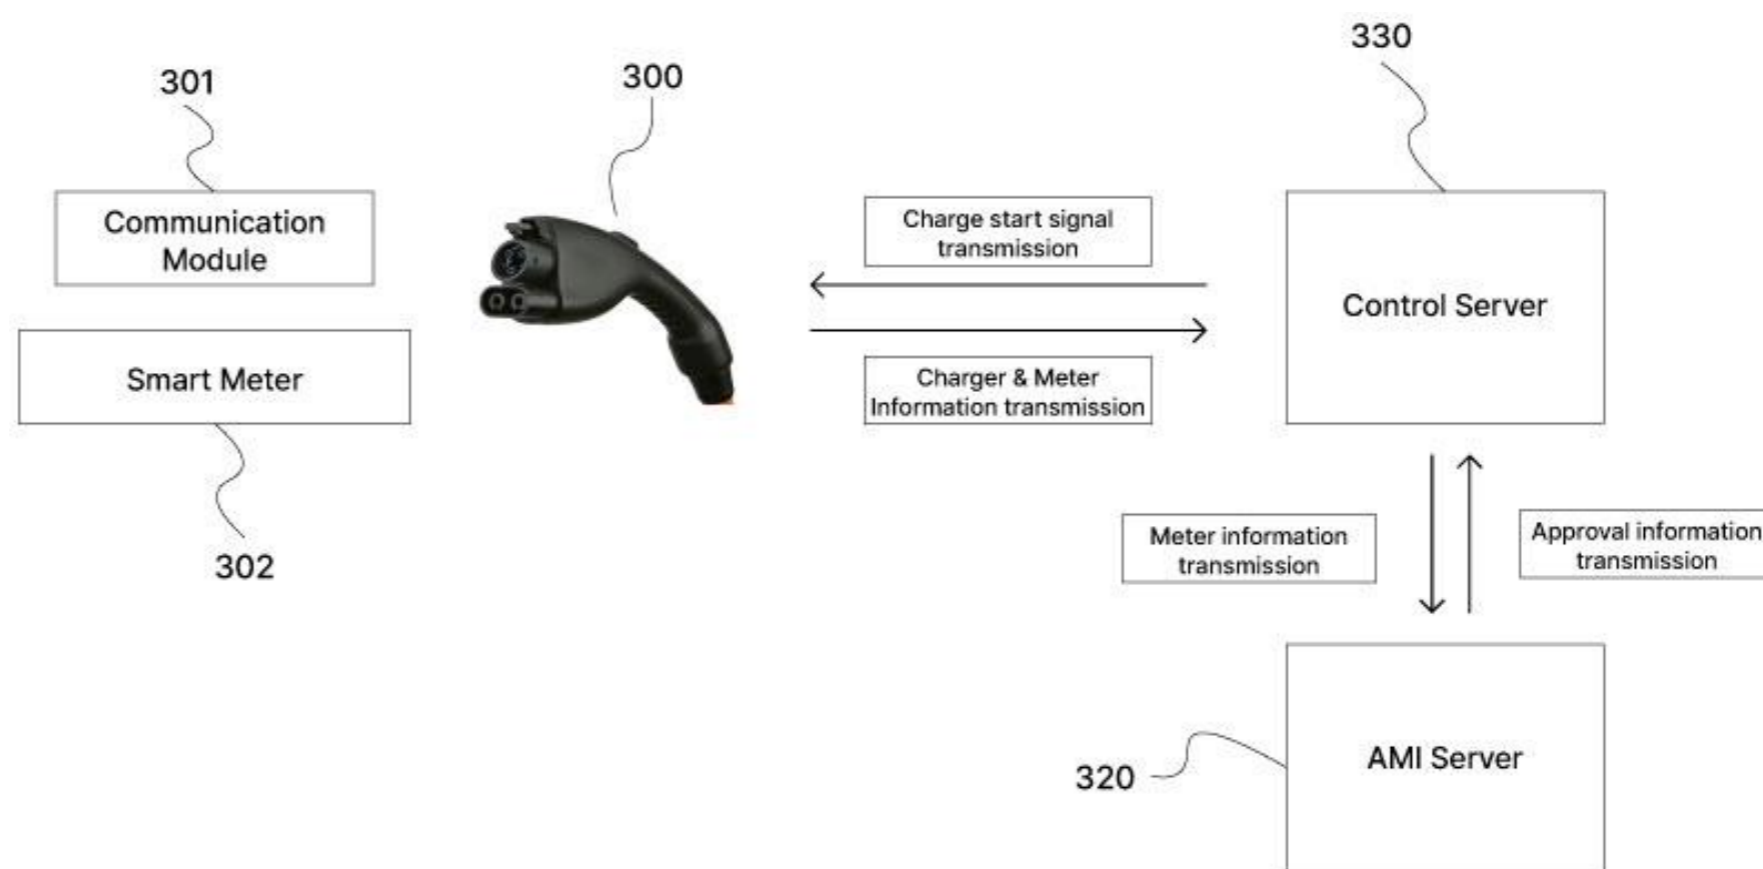 330
301
300
Communication
Module
Charge start signal
transmission
Control Server
Smart Meter
Charger & Meter
Information transmission
302
Meter information
transmission
Approval information
transmission
320
AMI Server